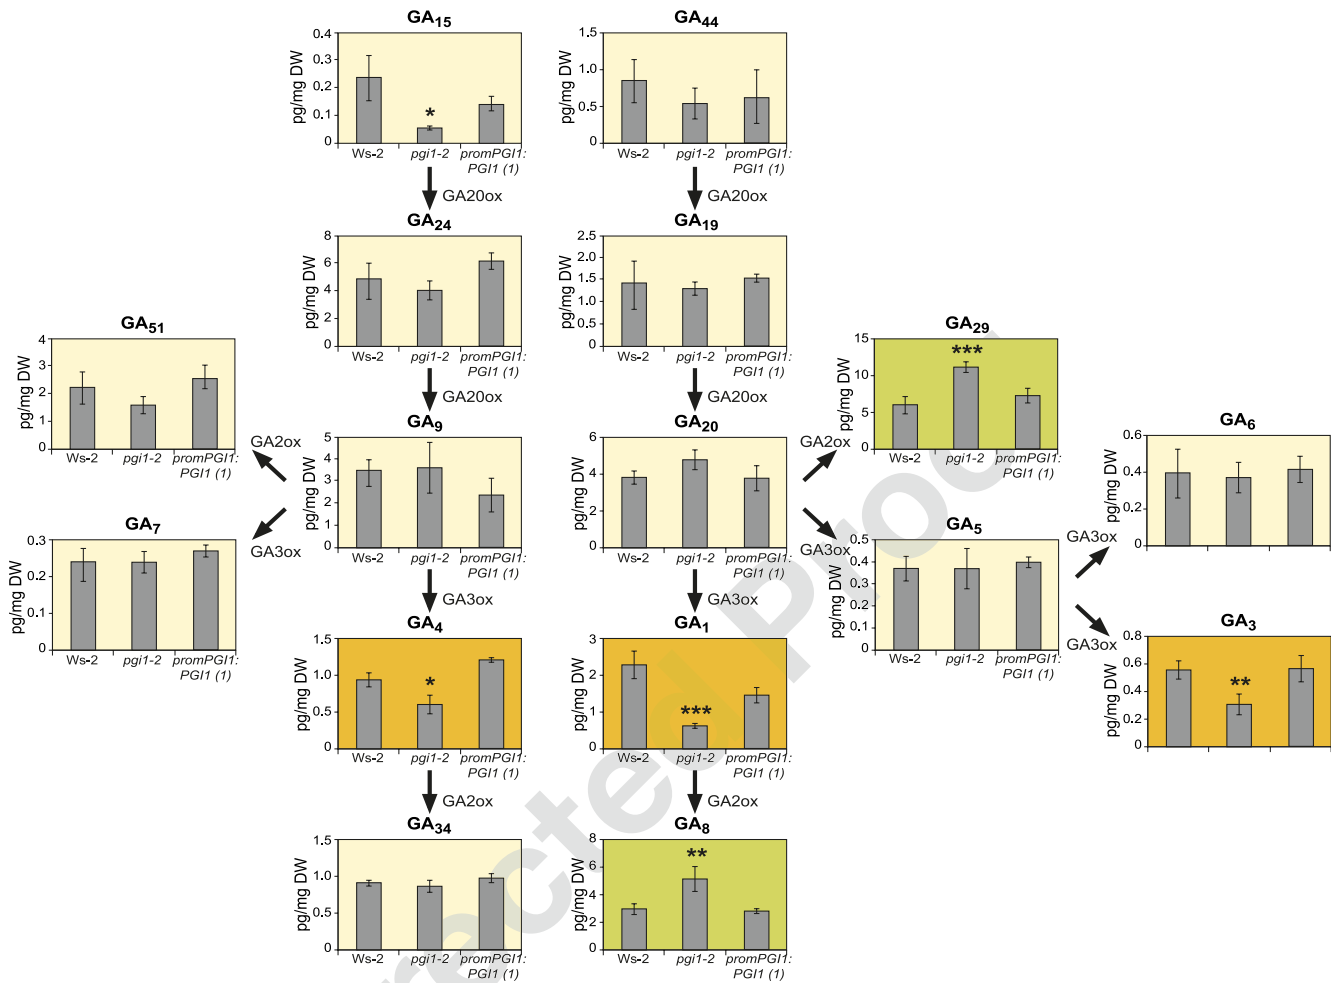 GA15
pg/mg DW
0.4
0.3
0.2
0.1
0
*
Ws-2
pgi1-2
promPGI1:
PGI1 (1)
GA44
pg/mg DW
1.5
1.0
0.5
0
Ws-2
pgi1-2
promPGI1:
PGI1 (1)
GA20ox
GA20ox
GA24
pg/mg DW
8
6
4
2
0
Ws-2
pgi1-2
promPGI1:
PGI1 (1)
GA19
pg/mg DW
2.5
2.0
1.5
1.0
0.5
0
Ws-2
pgi1-2
promPGI1:
PGI1 (1)
GA51
pg/mg DW
4
3
2
1
0
Ws-2
pgi1-2
promPGI1:
PGI1 (1)
GA20ox
GA20ox
GA29
pg/mg DW
15
10
5
0
***
Ws-2
pgi1-2
promPGI1:
PGI1 (1)
GA2ox
GA9
pg/mg DW
5
4
3
2
1
0
Ws-2
pgi1-2
promPGI1:
PGI1 (1)
GA20
pg/mg DW
8
6
4
2
0
Ws-2
pgi1-2
promPGI1:
PGI1 (1)
GA2ox
GA6
pg/mg DW
0.6
0.4
0.2
0
GA7
pg/mg DW
0.3
0.2
0.1
0
Ws-2
pgi1-2
promPGI1:
PGI1 (1)
GA3ox
GA3ox
GA5
pg/mg DW
0.5
0.4
0.3
0.2
0.1
0
Ws-2
pgi1-2
promPGI1:
PGI1 (1)
GA3ox
GA3ox
GA3ox
GA3ox
GA4
pg/mg DW
1.5
1.0
0.5
0
*
Ws-2
pgi1-2
promPGI1:
PGI1 (1)
GA1
pg/mg DW
3
2
1
0
***
Ws-2
pgi1-2
promPGI1:
PGI1 (1)
GA3
pg/mg DW
0.8
0.6
0.4
0.2
0
**
GA2ox
GA2ox
GA34
pg/mg DW
1.5
1.0
0.5
0
Ws-2
pgi1-2
promPGI1:
PGI1 (1)
GA8
pg/mg DW
8
6
4
2
0
**
Ws-2
pgi1-2
promPGI1:
PGI1 (1)